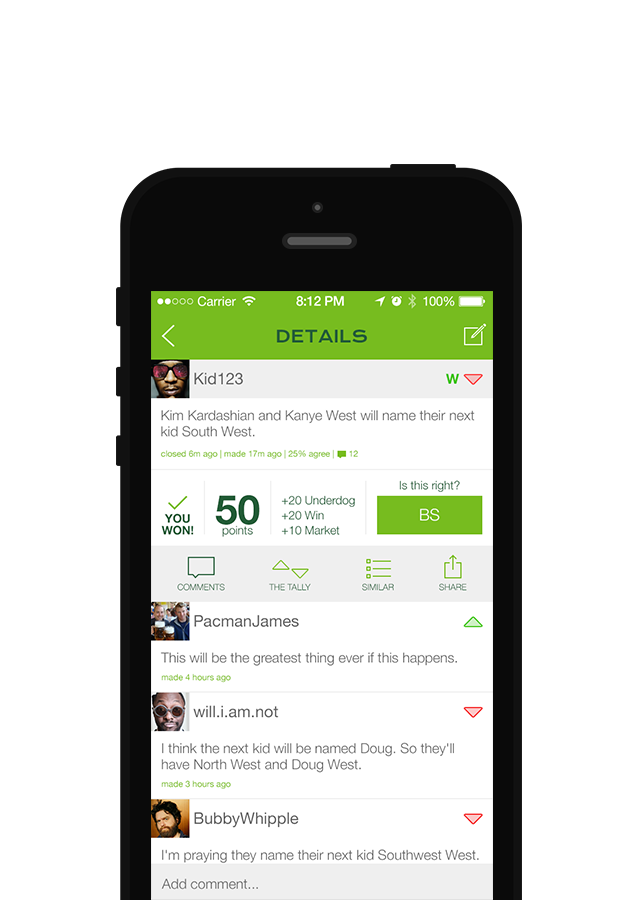 Carrier 8:12 PM 100%
DETAILS
Kid123 W
Kim Kardashian and Kanye West will name their next
kid South West.
closed 6m ago | made 17m ago | 25% agree | 12
YOU
WON!
50
points
+20 Underdog
+20 Win
+10 Market
Is this right?
BS
COMMENTS THE TALLY SIMILAR SHARE
PacmanJames
This will be the greatest thing ever if this happens.
made 4 hours ago
will.i.am.not
I think the next kid will be named Doug. So they'll
have North West and Doug West.
made 3 hours ago
BubbyWhipple
I'm praying they name their next kid Southwest West.
Add comment...